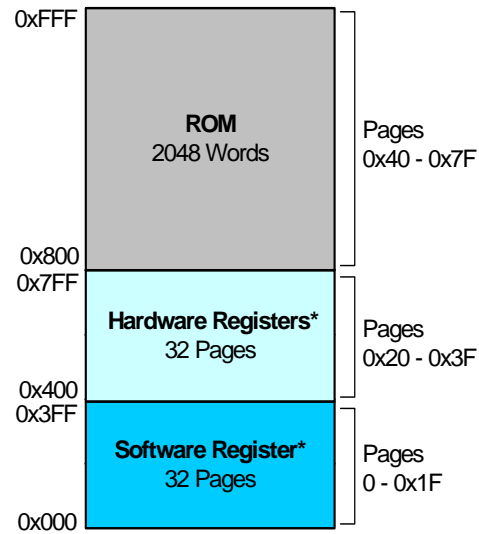 0xFFF
ROM
2048 Words
Pages
0x40 - 0x7F
0x800
0x7FF
Hardware Registers*
32 Pages
Pages
0x20 - 0x3F
0x400
0x3FF
Software Register*
32 Pages
Pages
0 - 0x1F
0x000